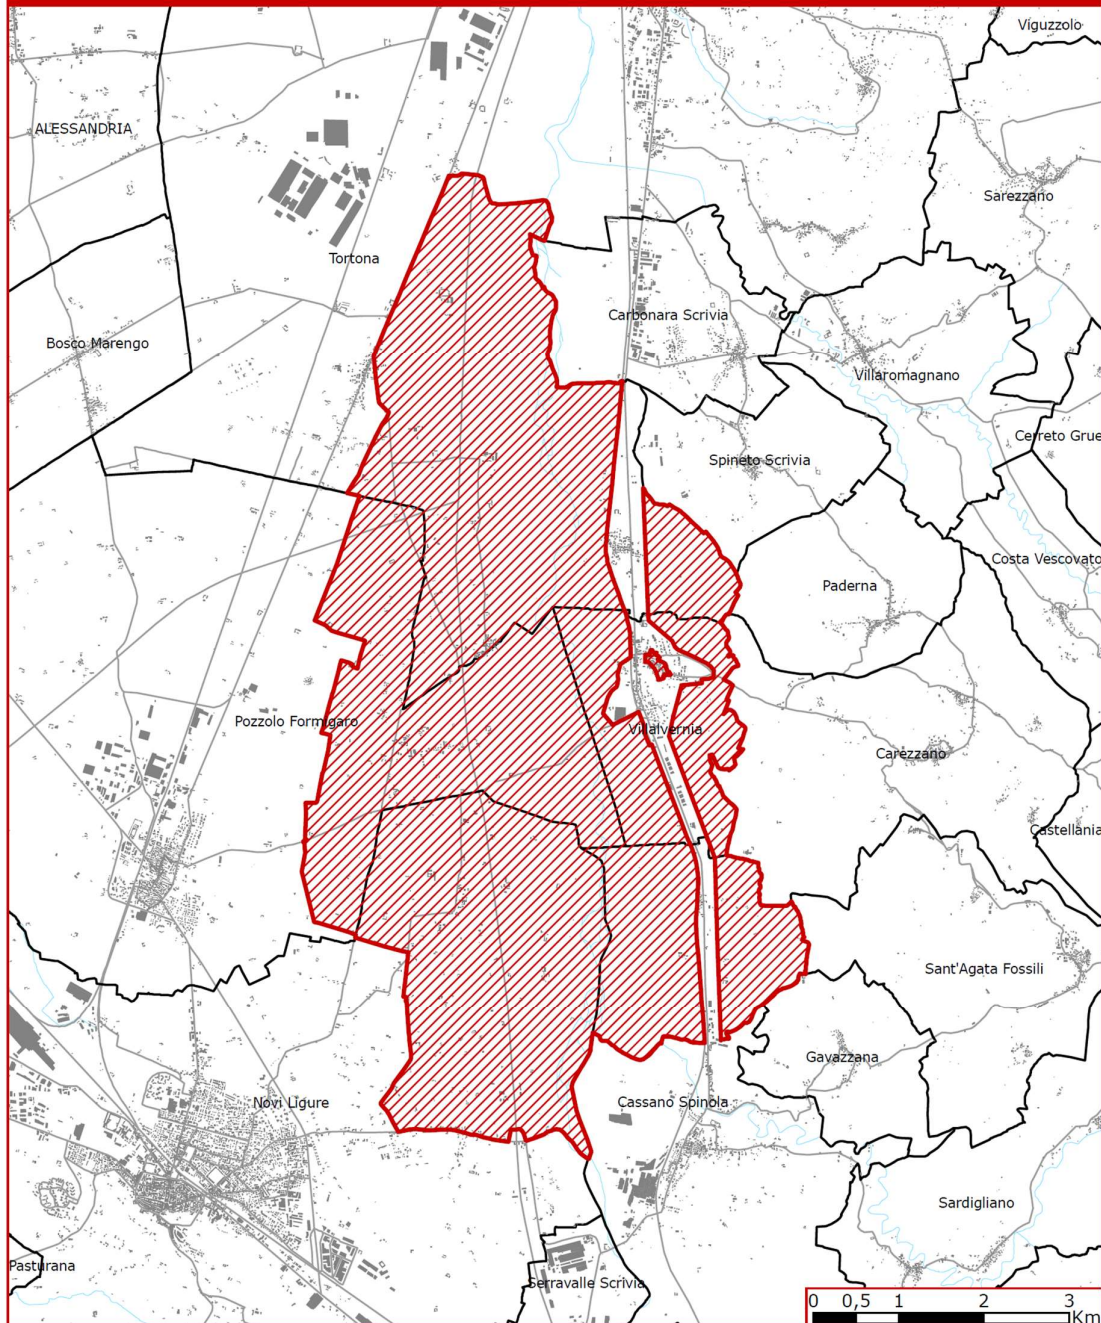 Viguzzolo
ALESSANDRIA
Sarezzano
Tortona
Carbonara Scrivia
Bosco Marengo
Villaromagnano
Cerreto Grue
Spineto Scrivia
Costa Vescovato
Paderna
Pozzolo Formigaro
Villalvernia
Carezzano
Castellania
Sant'Agata Fossili
Gavazzana
Novi Ligure
Cassano Spinola
Sardigliano
Pasturana
Serravalle Scrivia
0 0,5 1 2 3
Km